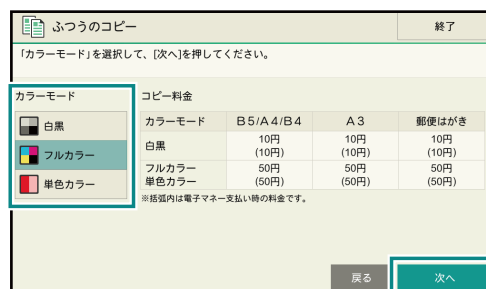 ふつうのコピー
終了
「カラーモード」を選択して、[次へ]を押してください。
カラーモード
白黒
フルカラー
単色カラー
コピー料金
カラーモード B5/A4/B4 A3 郵便はがき
白黒 10円 10円 10円
(10円) (10円) (10円)
フルカラー 50円 50円 50円
単色カラー (50円) (50円) (50円)
※括弧内は電子マネー支払い時の料金です。
戻る
次へ